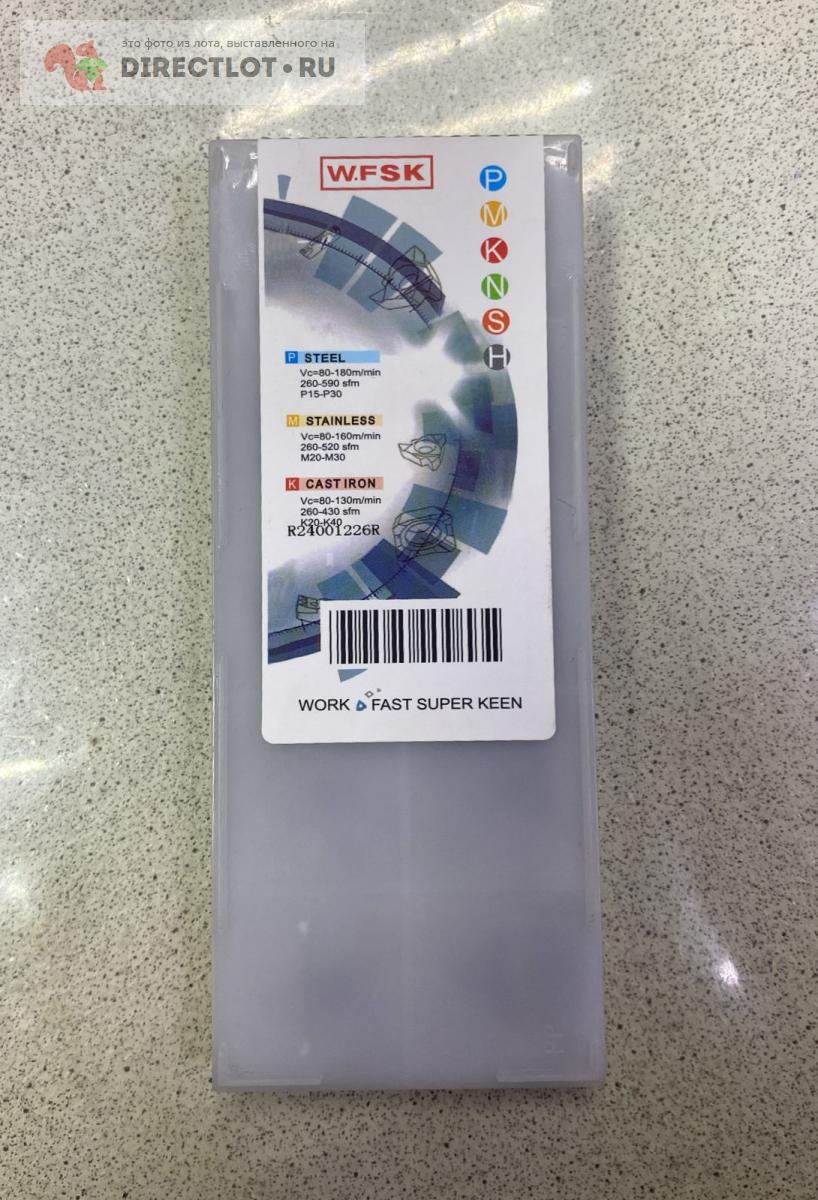 это фото из лота, выставленного на
DIRECTLOT.RU
W.FSK
P
M
K
N
S
H
P STEEL
Vc=80-180m/min
260-590 sfm
P15-P30
M STAINLESS
Vc=80-160m/min
260-520 sfm
M20-M30
K CAST IRON
Vc=80-130m/min
260-430 sfm
K20-K40
R24001226R
WORK FAST SUPER KEEN
PP